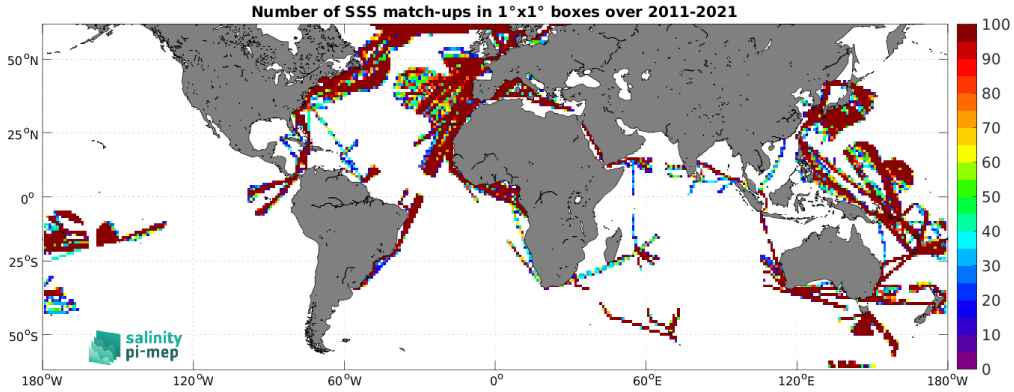 Number of SSS match-ups in 1°x1° boxes over 2011-2021
50°N
25°N
0°
25°S
50°S
180°W
120°W
60°W
0°
60°E
120°E
180°W
100
90
80
70
60
50
40
30
20
10
0
salinity
pi-mep